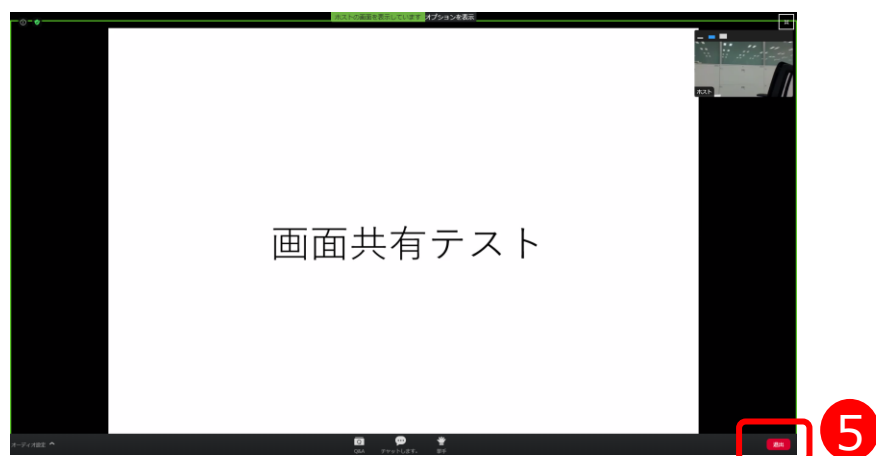 ホストの画面を表示しています オプションを表示
ホスト
画面共有テスト
オーディオ設定
Q&A チャットします。 挙手
退出
5